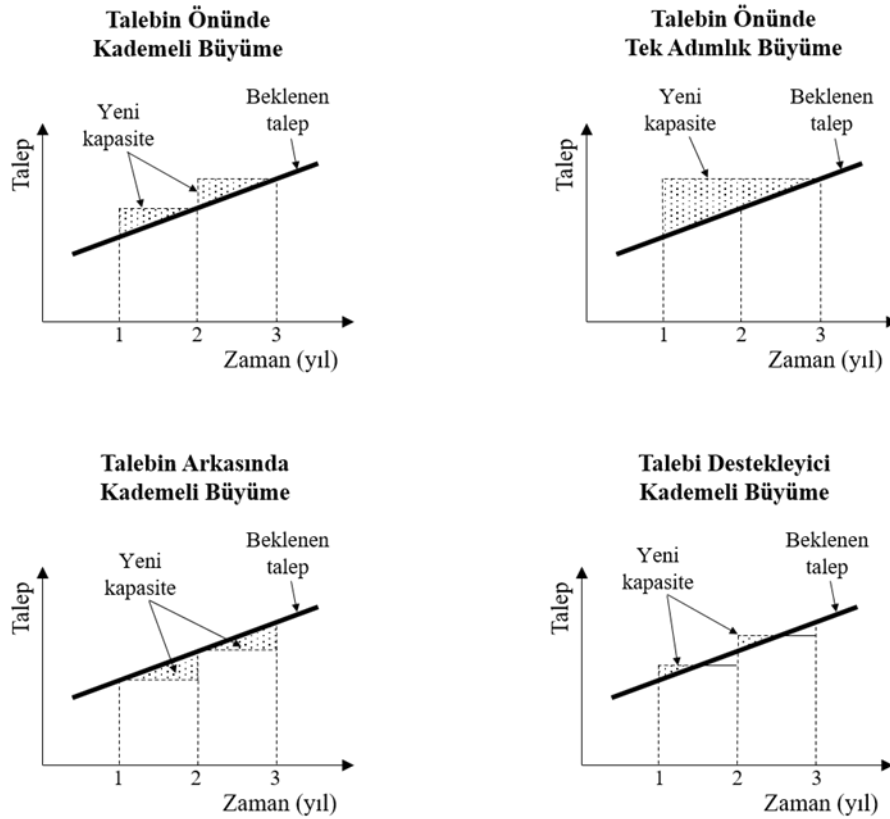 Talebin Önünde
Kademeli Büyüme
Yeni
kapasite
Beklenen
talep
Talep
1
2
3
Zaman (yıl)
Talebin Önünde
Tek Adımlık Büyüme
Yeni
kapasite
Beklenen
talep
Talep
1
2
3
Zaman (yıl)
Talebin Arkasında
Kademeli Büyüme
Yeni
kapasite
Beklenen
talep
Talep
1
2
3
Zaman (yıl)
Talebi Destekleyici
Kademeli Büyüme
Yeni
kapasite
Beklenen
talep
Talep
1
2
3
Zaman (yıl)